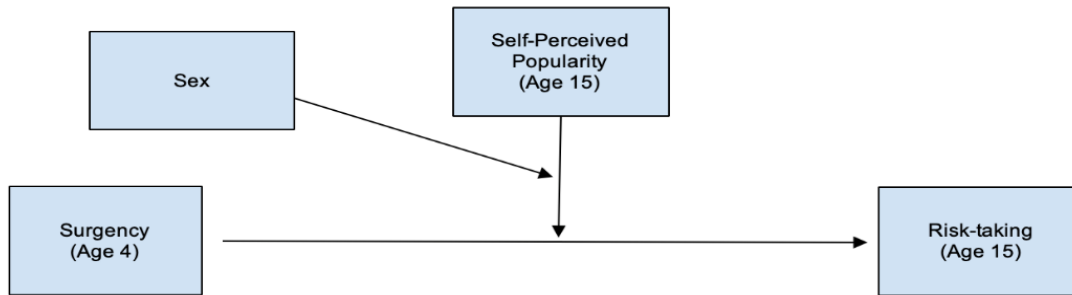 Self-Perceived
Popularity
(Age 15)
Sex
Surgency
(Age 4)
Risk-taking
(Age 15)